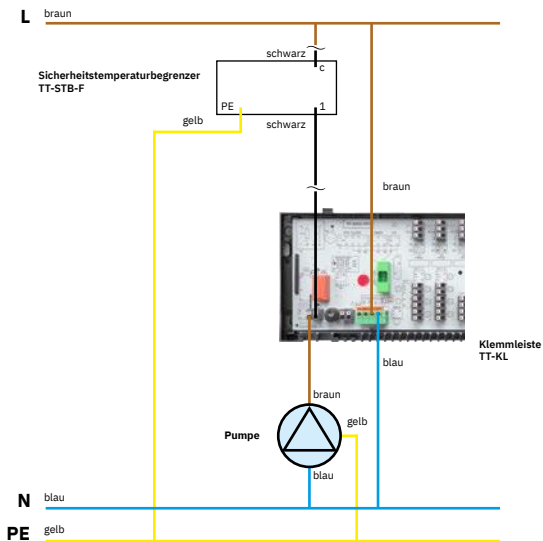 L
braun
schwarz
c
Sicherheitstemperaturbegrenzer
TT-STB-F
PE
1
gelb
schwarz
braun
Klemmleiste
TT-KL
blau
braun
gelb
Pumpe
blau
N
blau
PE
gelb